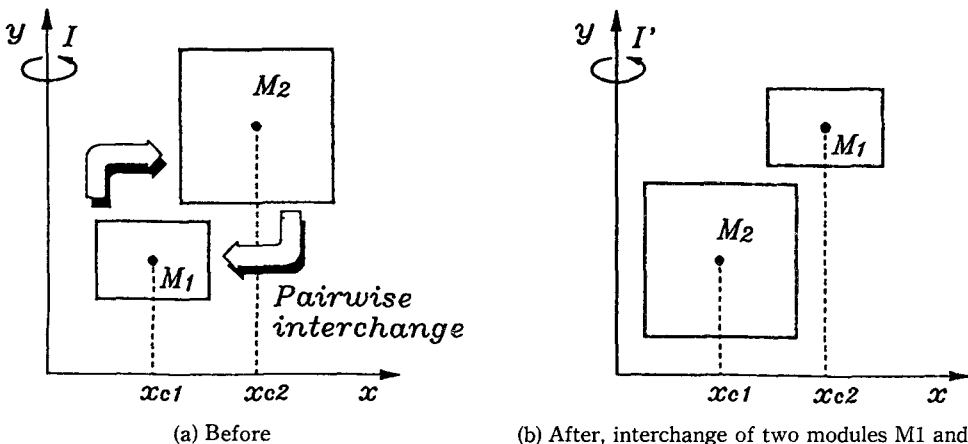 y I
M2
M1
Pairwise
interchange
xc1 xc2 x
(a) Before
y I'
M1
M2
xc1 xc2 x
(b) After, interchange of two modules M1 and